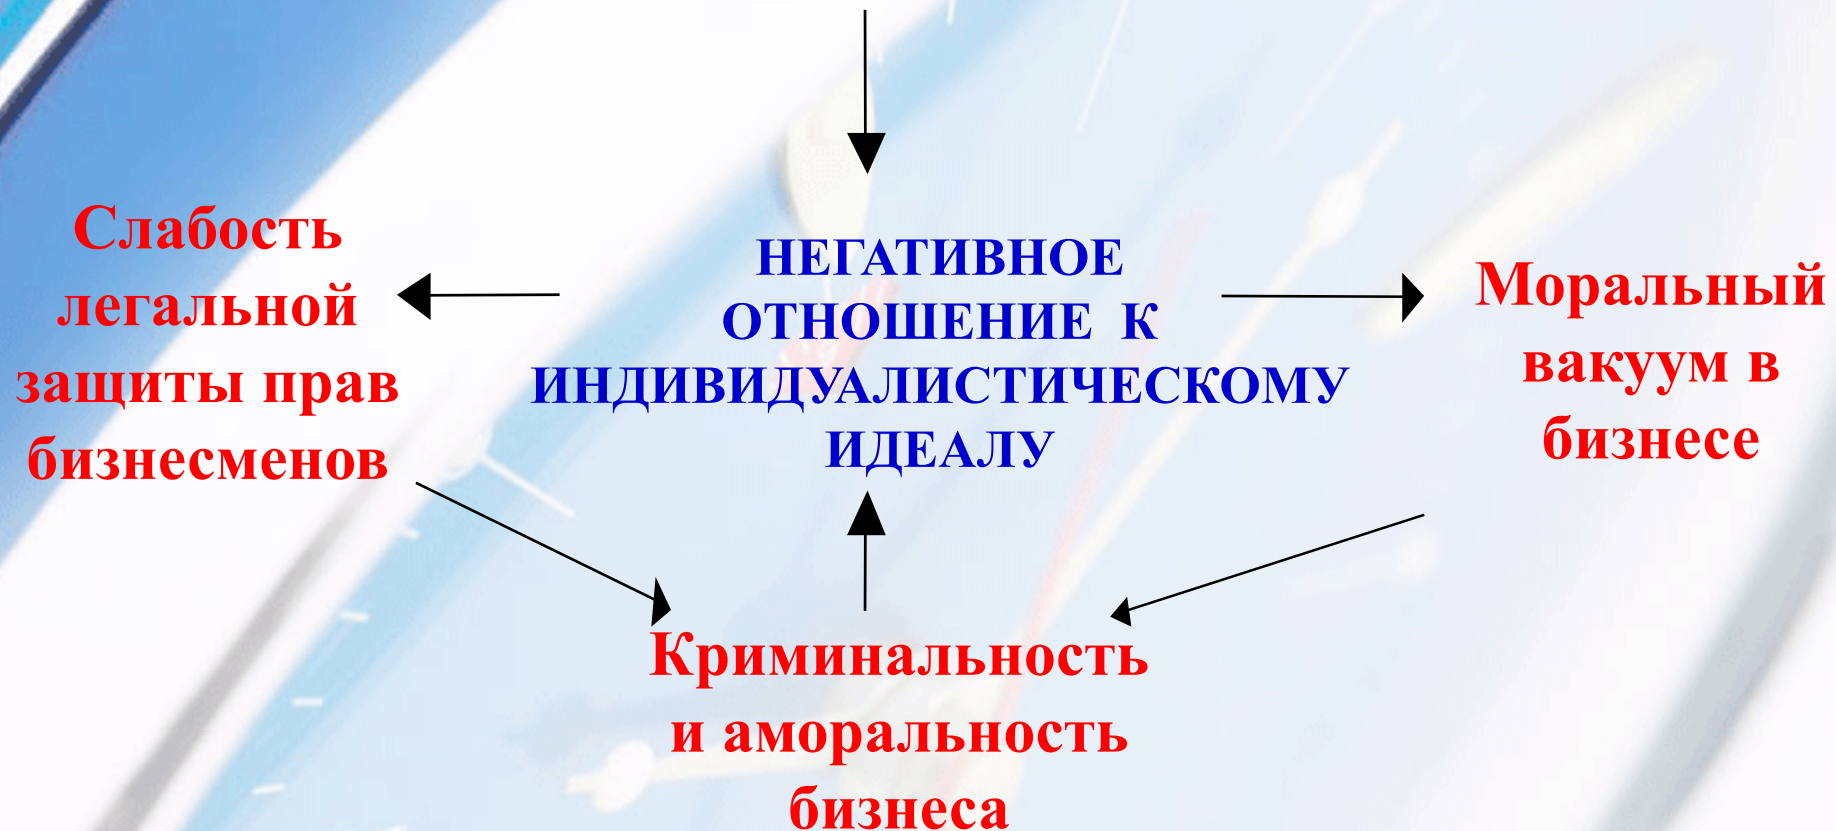 Слабость
легальной
защиты прав
бизнесменов
НЕГАТИВНОЕ
ОТНОШЕНИЕ К
ИНДИВИДУАЛИСТИЧЕСКОМУ
ИДЕАЛУ
Моральный
вакуум в
бизнесе
Криминальность
и аморальность
бизнеса